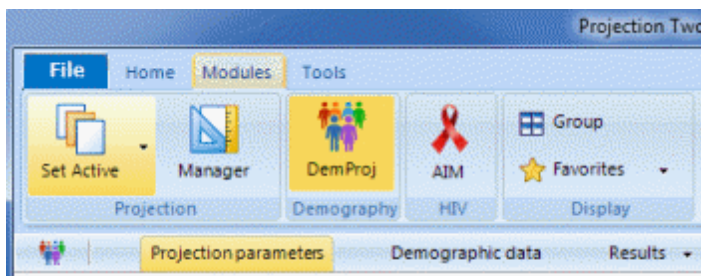 Projection Two
File Home Modules Tools
Set Active Manager DemProj AIM Group
Favorites
Projection Demography HIV Display
Projection parameters Demographic data Results